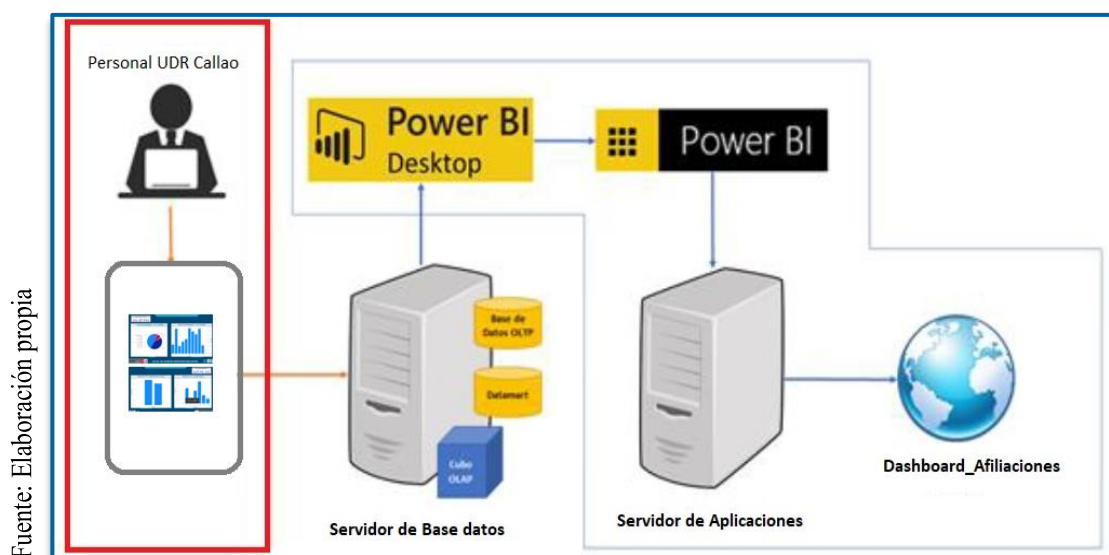 Personal UDR Callao
Power BI
Desktop
Power BI
Base de
Datos OLTP
Datamart
Cubo
OLAP
Servidor de Base datos
Servidor de Aplicaciones
Dashboard_Afiliaciones
Fuente: Elaboración propia